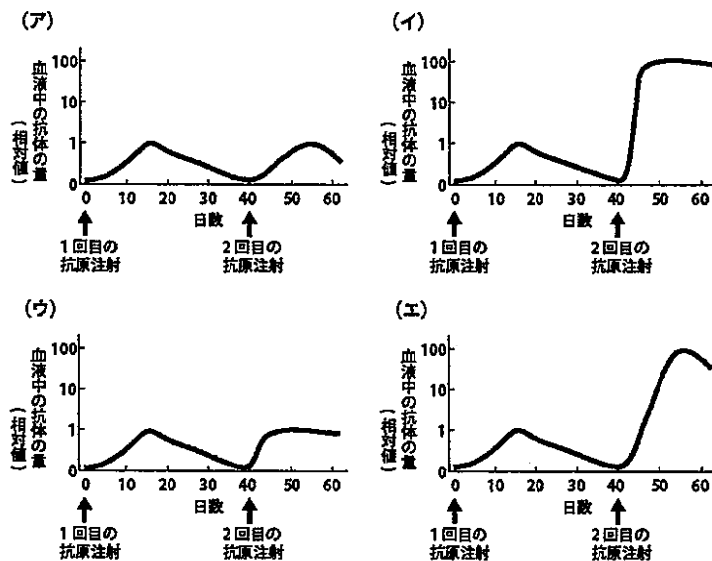 (ア)
血液中の抗体の量
(相対値)
100
10
1
0
0
10
20
30
40
50
60
日数
1回目の
抗原注射
2回目の
抗原注射
(イ)
血液中の抗体の量
(相対値)
100
10
1
0
0
10
20
30
40
50
60
日数
1回目の
抗原注射
2回目の
抗原注射
(ウ)
血液中の抗体の量
(相対値)
100
10
1
0
0
10
20
30
40
50
60
日数
1回目の
抗原注射
2回目の
抗原注射
(エ)
血液中の抗体の量
(相対値)
100
10
1
0
0
10
20
30
40
50
60
日数
1回目の
抗原注射
2回目の
抗原注射